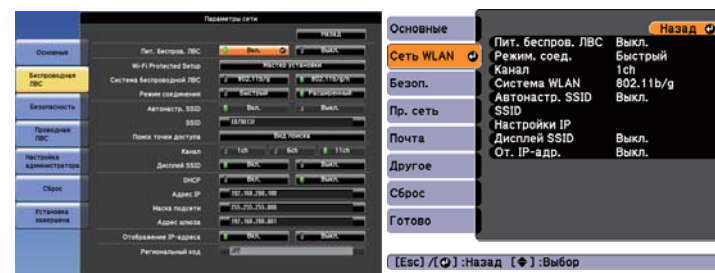 Параметры сети
Назад
Основные
Беспроводная
ЛВС
Безопасность
Проводная
ЛВС
Настройка
администратора
Сброс
Установка
завершена
Пит. беспров. ЛВС Вкл. Выкл.
Wi-Fi Protected Setup Мастер установки
Система беспроводной ЛВС 802.11b/g 802.11b/g/n
Режим соединения Быстрый Расширенный
Автонастр. SSID Вкл. Выкл.
SSID
Поиск точки доступа Вид поиска
Канал 1ch 6ch 11ch
Дисплей SSID Вкл. Выкл.
DHCP Вкл. Выкл.
Адрес IP
Маска подсети 255.255.255.000
Адрес шлюза
Отображение IP-адреса Вкл. Выкл.
Региональный код
Основные
Сеть WLAN
Безоп.
Пр. сеть
Почта
Другое
Сброс
Готово
Назад
Пит. беспров. ЛВС Выкл.
Режим. соед. Быстрый
Канал 1ch
Система WLAN 802.11b/g
Автонастр. SSID Выкл.
SSID
Настройки IP
Дисплей SSID Выкл.
От. IP-адр. Выкл.
[Esc] /[ ] :Назад [ ] :Выбор